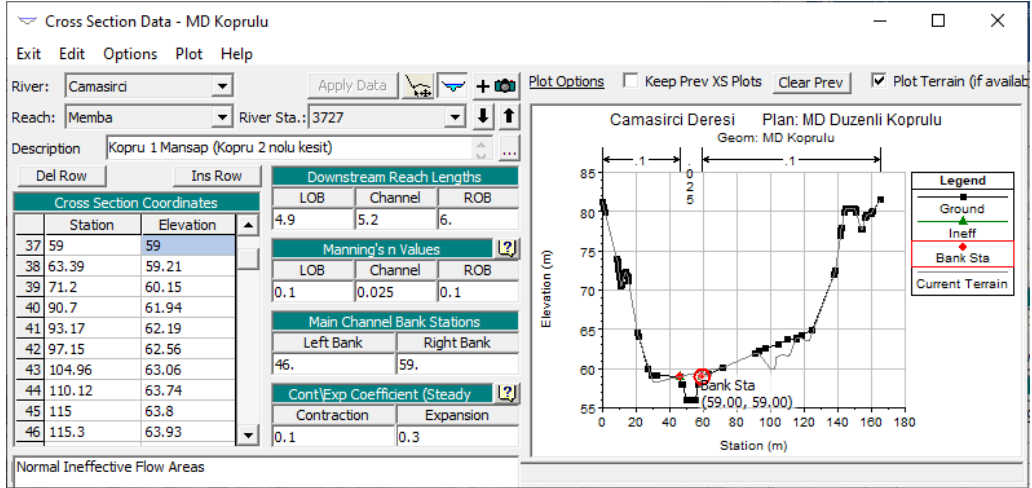 Cross Section Data - MD Koprulu
Exit Edit Options Plot Help
River: Camasirci Apply Data
Reach: Memba River Sta.: 3727
Description Kopru 1 Mansap (Kopru 2 nolu kesit) ...
Del Row Ins Row
Cross Section Coordinates
Station Elevation
37 59 59
38 63.39 59.21
39 71.2 60.15
40 90.7 61.94
41 93.17 62.19
42 97.15 62.56
43 104.96 63.06
44 110.12 63.74
45 115 63.8
46 115.3 63.93
Downstream Reach Lengths
LOB Channel ROB
4.9 5.2 6.
Manning's n Values
LOB Channel ROB
0.1 0.025 0.1
Main Channel Bank Stations
Left Bank Right Bank
46. 59.
Cont\Exp Coefficient (Steady
Contraction Expansion
0.1 0.3
Normal Ineffective Flow Areas
Plot Options Keep Prev XS Plots Clear Prev Plot Terrain (if availab
Camasirci Deresi Plan: MD Duzenli Koprulu
Geom: MD Koprulu
.1 .025 .1
85
80
75
70
65
60
55
Elevation (m)
Bank Sta
(59.00, 59.00)
0 20 40 60 80 100 120 140 160 180
Station (m)
Legend
Ground
Ineff
Bank Sta
Current Terrain